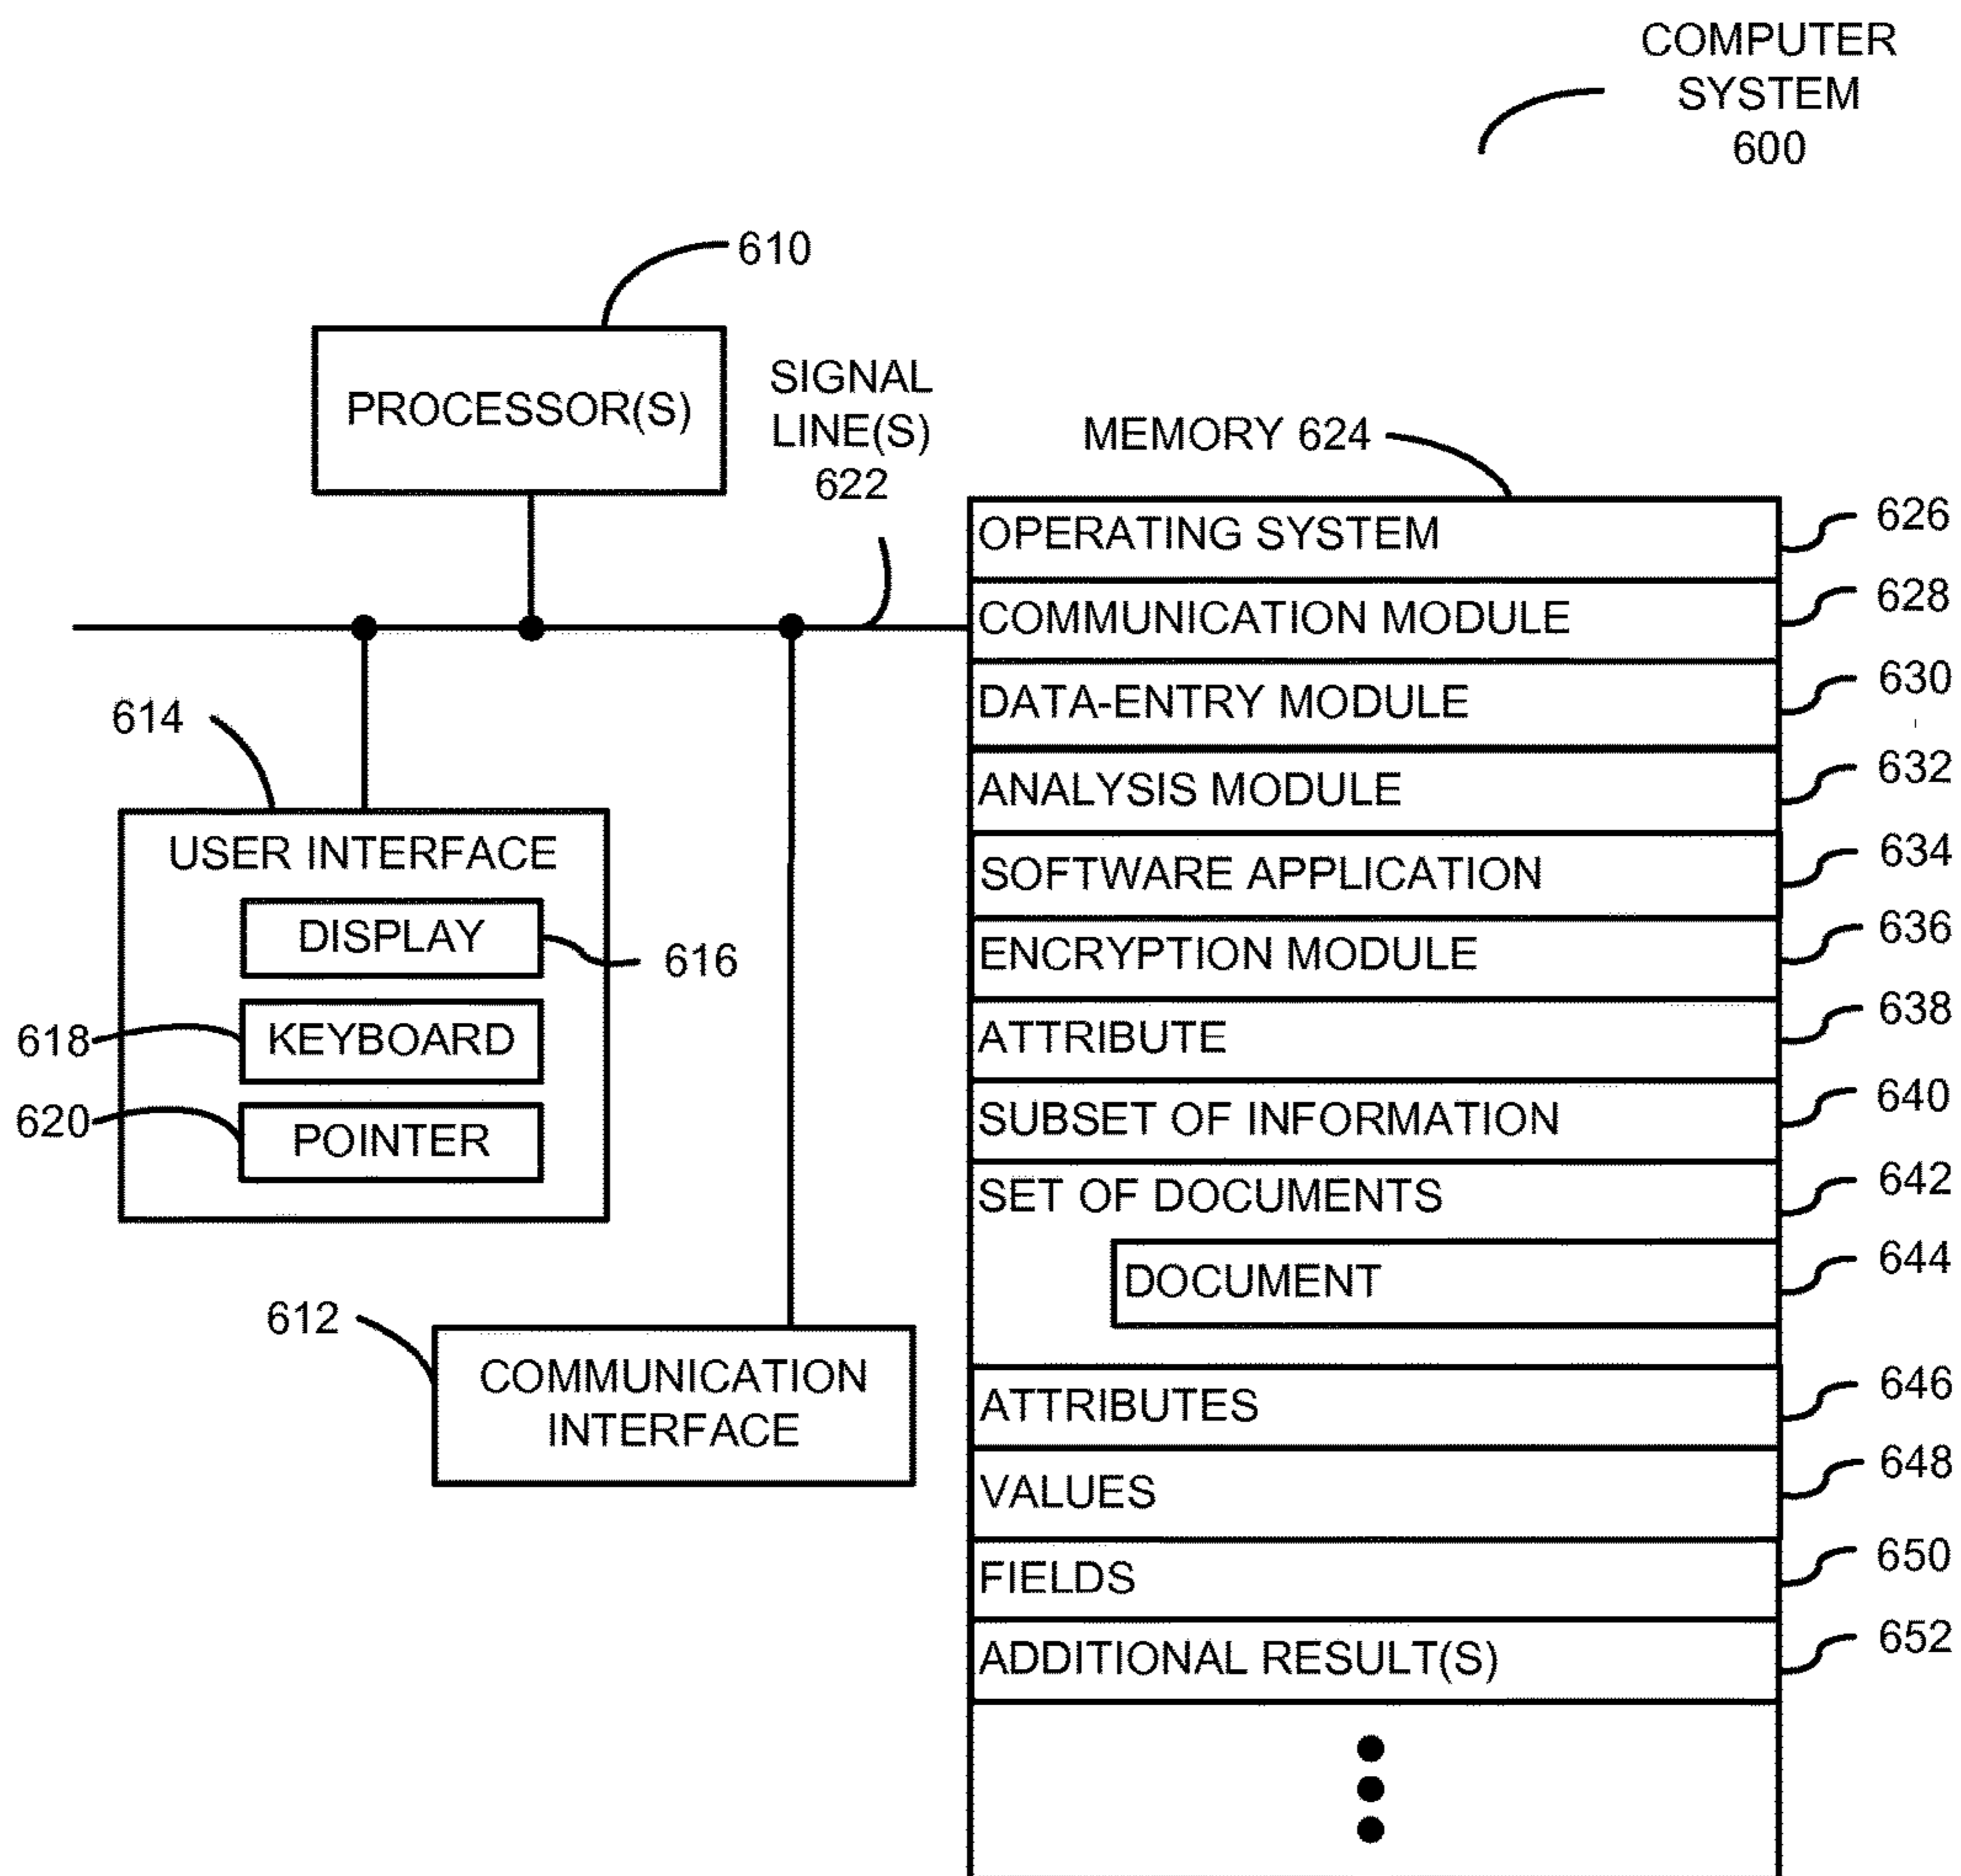 COMPUTER
SYSTEM
600
610
PROCESSOR(S)
SIGNAL
LINE(S)
622
MEMORY 624
OPERATING SYSTEM
626
COMMUNICATION MODULE
628
DATA-ENTRY MODULE
630
ANALYSIS MODULE
632
SOFTWARE APPLICATION
634
ENCRYPTION MODULE
636
ATTRIBUTE
638
SUBSET OF INFORMATION
640
SET OF DOCUMENTS
642
DOCUMENT
644
ATTRIBUTES
646
VALUES
648
FIELDS
650
ADDITIONAL RESULT(S)
652
614
USER INTERFACE
DISPLAY
616
618
KEYBOARD
620
POINTER
612
COMMUNICATION
INTERFACE